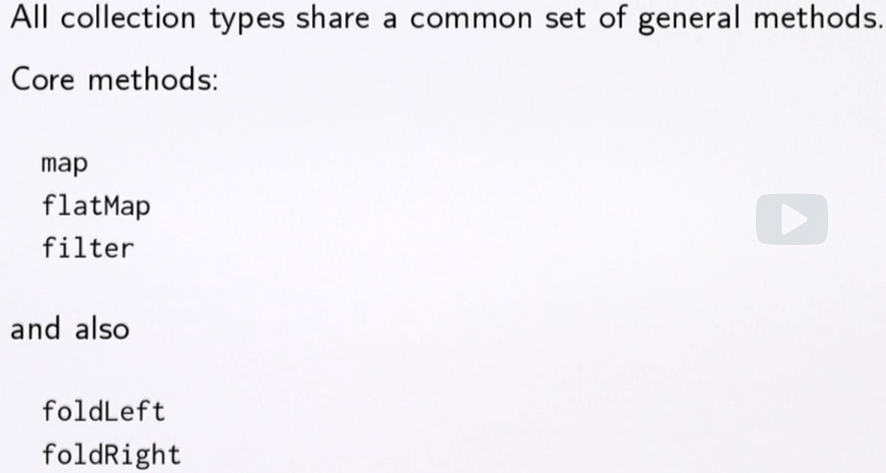 All collection types share a common set of general methods.
Core methods:
map
flatMap
filter
and also
foldLeft
foldRight